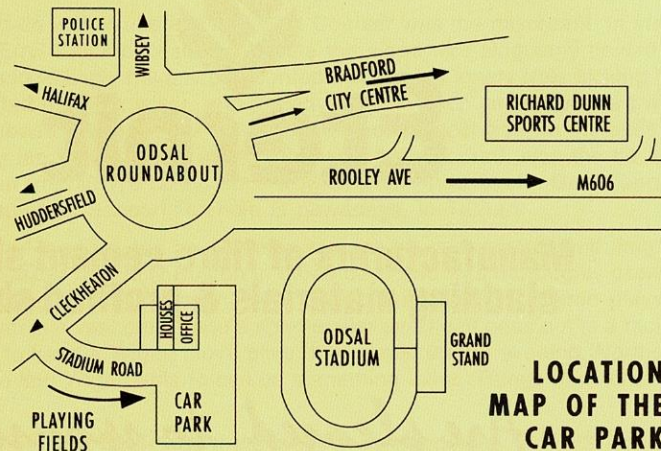 POLICE
STATION
WIBSEY
HALIFAX
BRADFORD
CITY CENTRE
RICHARD DUNN
SPORTS CENTRE
ODSAL
ROUNDABOUT
ROOLEY AVE
M606
HUDDERSFIELD
CLECKHEATON
HOUSES
OFFICE
ODSAL
STADIUM
GRAND
STAND
STADIUM ROAD
CAR
PARK
PLAYING
FIELDS
LOCATION
MAP OF THE
CAR PARK